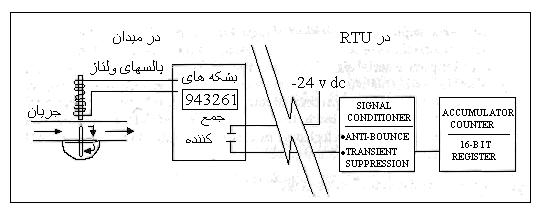 در میدان
در RTU
پالسهای ولتاژ
بشکه های
943261
جمع
کننده
جریان
-24 v dc
SIGNAL
CONDITIONER
•ANTI-BOUNCE
•TRANSIENT
SUPPRESSION
ACCUMULATOR
COUNTER
16-BIT
REGISTER